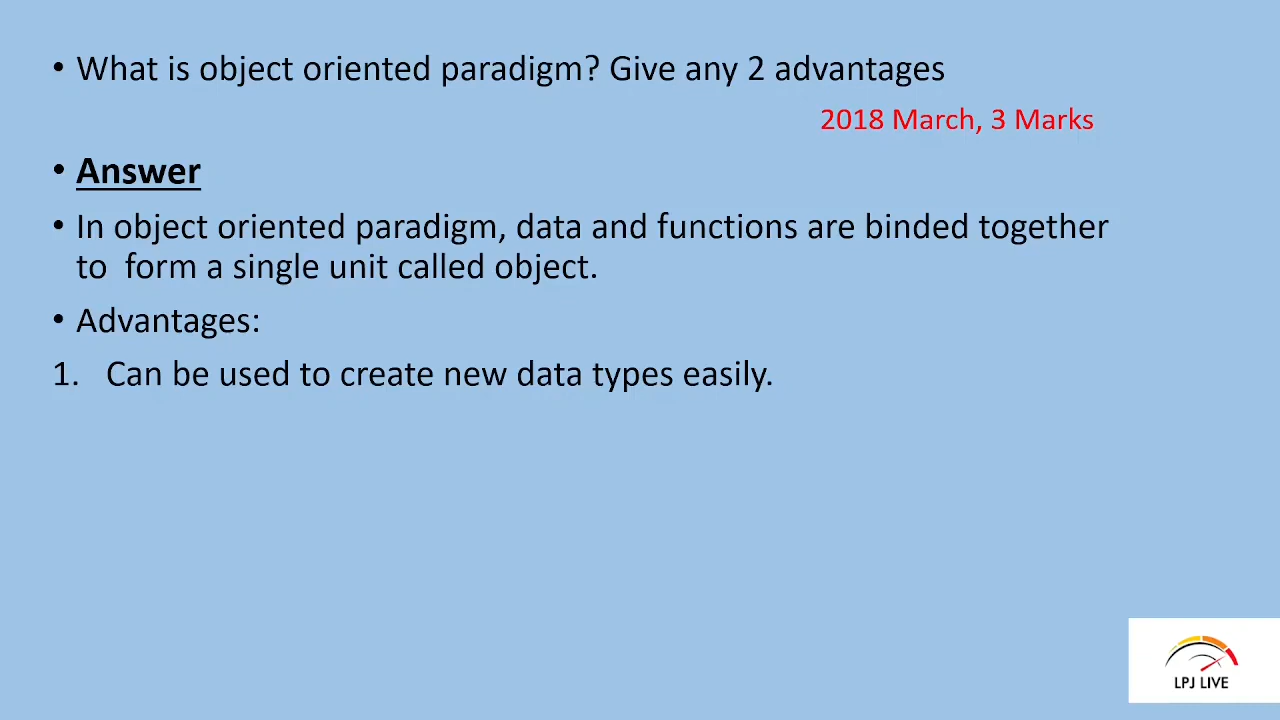 • What is object oriented paradigm? Give any 2 advantages
2018 March, 3 Marks
• Answer
• In object oriented paradigm, data and functions are binded together
to form a single unit called object.
• Advantages:
1. Can be used to create new data types easily.
LPJ LIVE